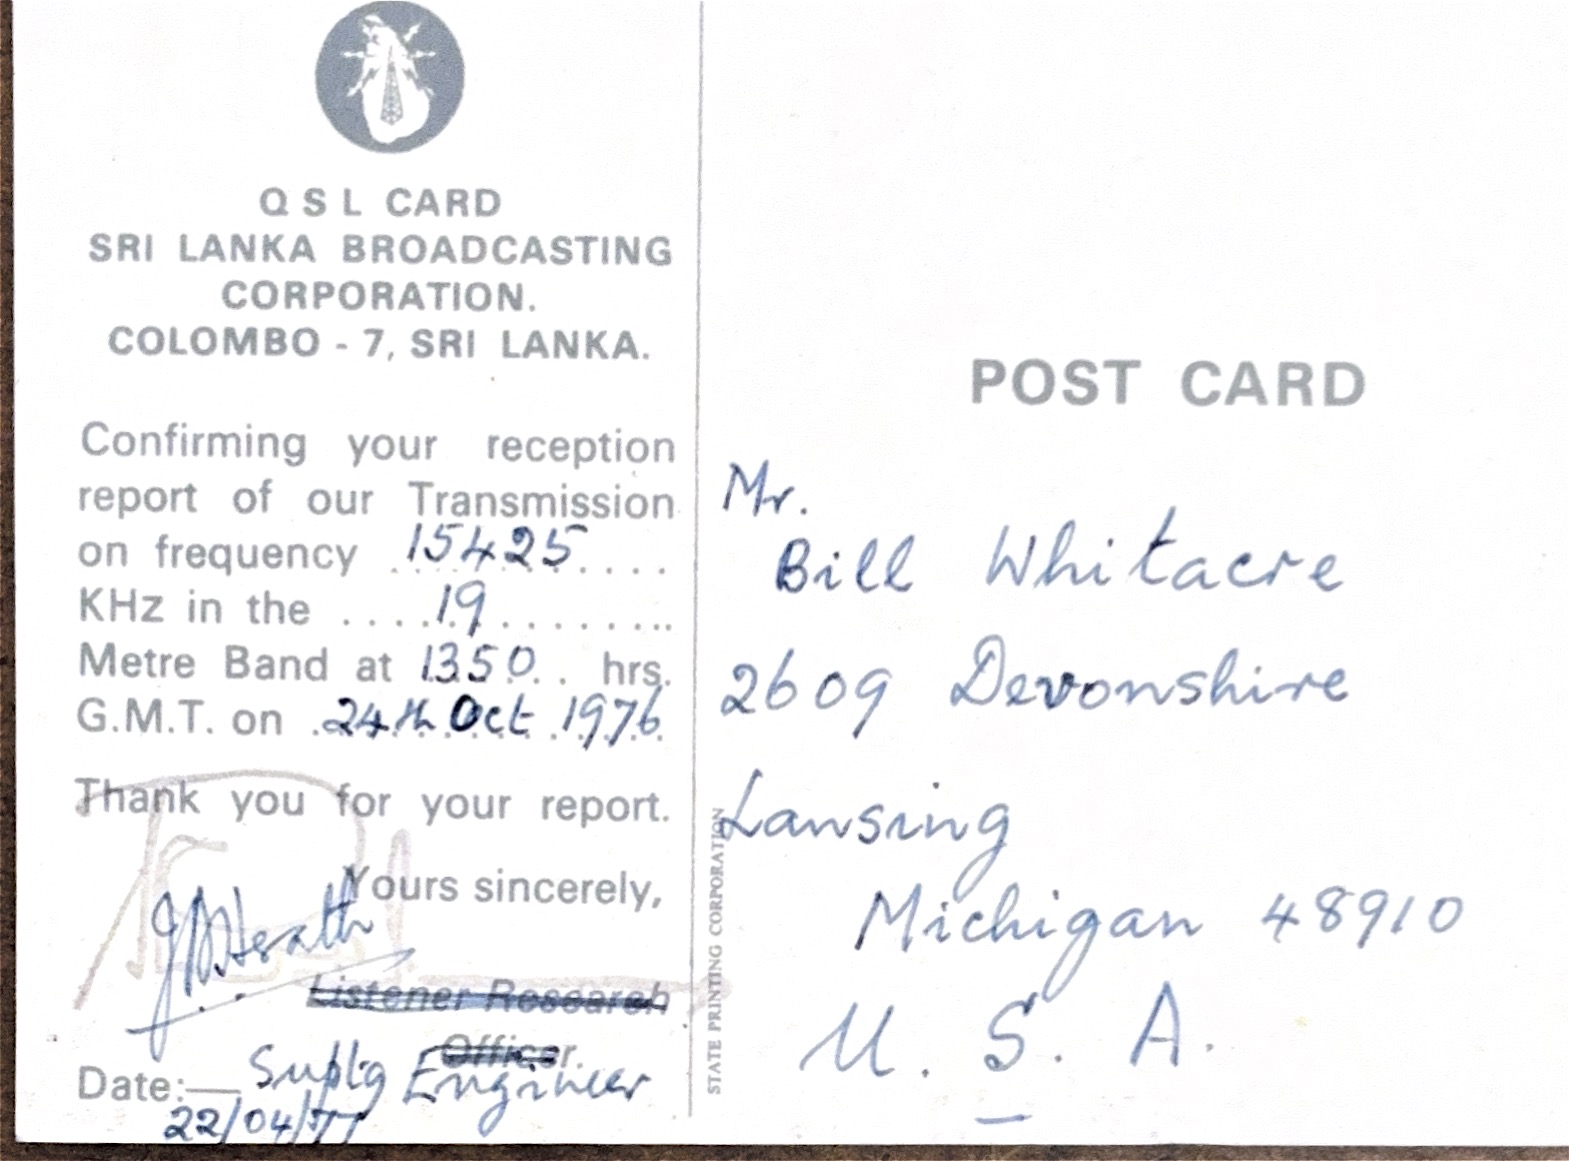 Q S L CARD
SRI LANKA BROADCASTING
CORPORATION.
COLOMBO - 7, SRI LANKA.
Confirming your reception
report of our Transmission
on frequency 15425
KHz in the 19
Metre Band at 1350 hrs.
G.M.T. on 24th Oct 1976
Thank you for your report.
Yours sincerely,
Herath
Listener Research
Officer.
Suptg Engineer
Date:— 22/04/77
STATE PRINTING CORPORATION
POST CARD
Mr.
Bill Whitacre
2609 Devonshire
Lansing
Michigan 48910
U. S. A.